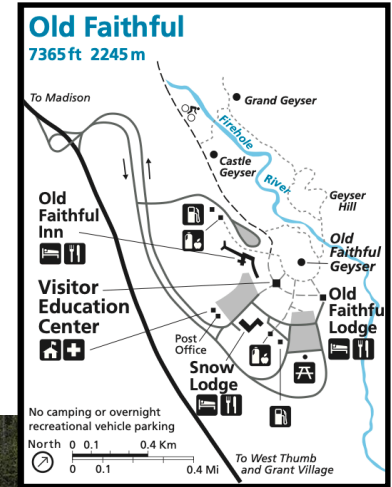 Old Faithful
7365 ft 2245 m
To Madison
Grand Geyser
Firehole
River
Castle
Geyser
Geyser
Hill
Old
Faithful
Inn
Old
Faithful
Geyser
Visitor
Education
Center
Old
Faithful
Lodge
Post
Office
Snow
Lodge
No camping or overnight
recreational vehicle parking
North 0 0.1 0.4 Km
0 0.1 0.4 Mi
To West Thumb
and Grant Village